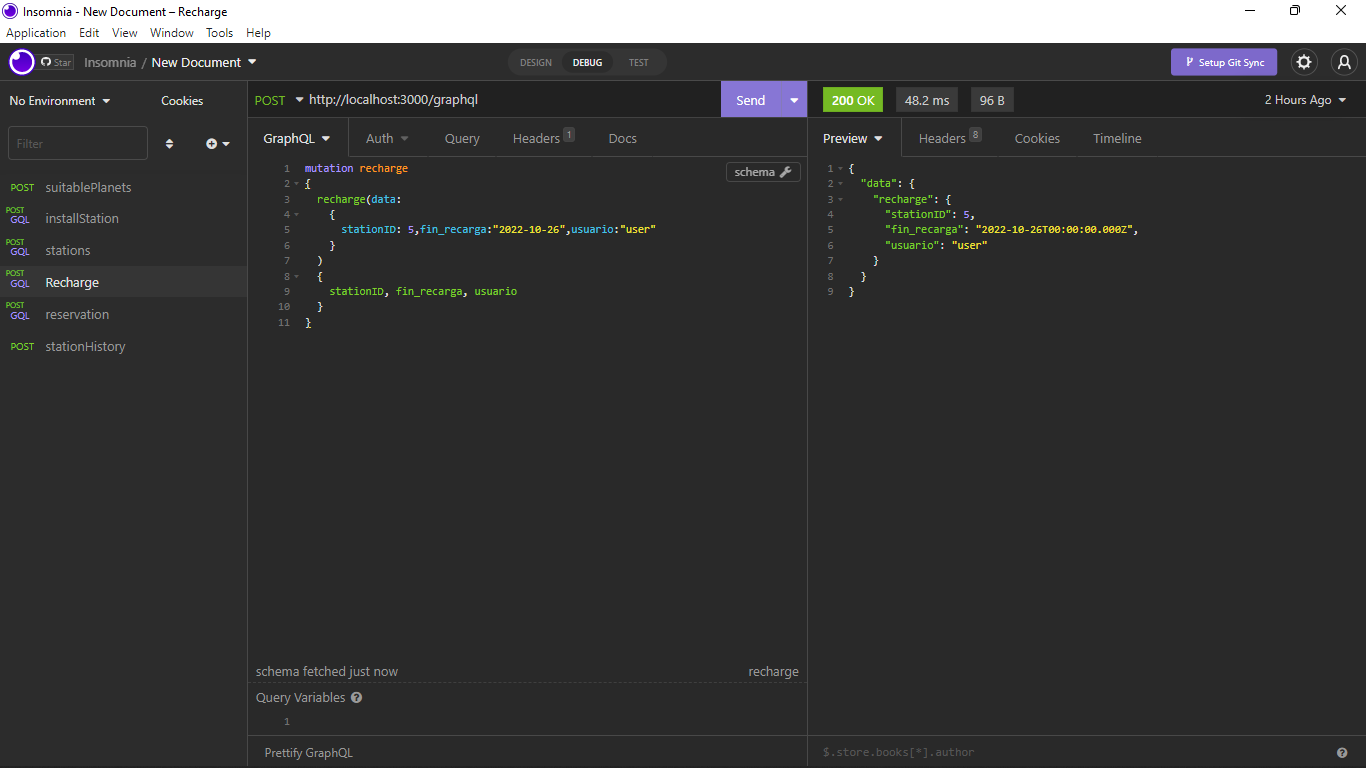 Insomnia - New Document – Recharge
Application Edit View Window Tools Help
Star Insomnia / New Document DESIGN DEBUG TEST Setup Git Sync
No Environment Cookies
Filter
POST suitablePlanets
POST GQL installStation
POST GQL stations
POST GQL Recharge
POST GQL reservation
POST stationHistory
POST http://localhost:3000/graphql Send
GraphQL Auth Query Headers 1 Docs
schema
1 mutation recharge
2 {
3 recharge(data:
4 {
5 stationID: 5,fin_recarga:"2022-10-26",usuario:"user"
6 }
7 )
8 {
9 stationID, fin_recarga, usuario
10 }
11 }
schema fetched just now recharge
Query Variables ?
1
Prettify GraphQL
200 OK 48.2 ms 96 B 2 Hours Ago
Preview Headers 8 Cookies Timeline
1 {
2 "data": {
3 "recharge": {
4 "stationID": 5,
5 "fin_recarga": "2022-10-26T00:00:00.000Z",
6 "usuario": "user"
7 }
8 }
9 }
$.store.books[*].author ?